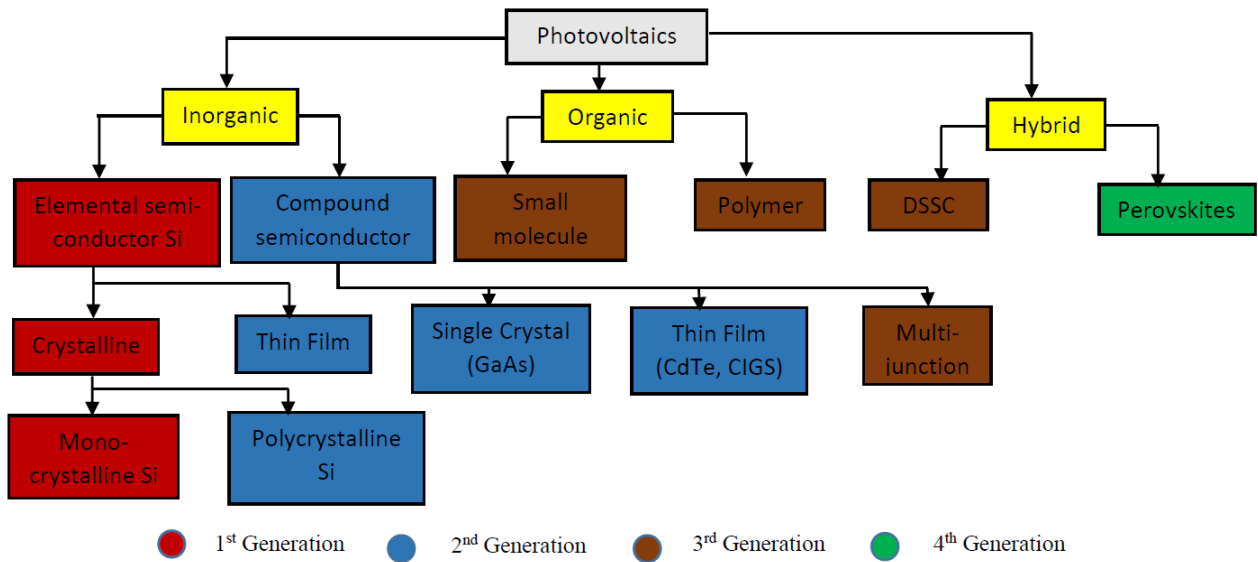 Photovoltaics
Inorganic
Organic
Hybrid
Elemental semi-
conductor Si
Compound
semiconductor
Small
molecule
Polymer
DSSC
Perovskites
Crystalline
Thin Film
Single Crystal
(GaAs)
Thin Film
(CdTe, CIGS)
Multi-
junction
Mono-
crystalline Si
Polycrystalline
Si
1st Generation
2nd Generation
3rd Generation
4th Generation